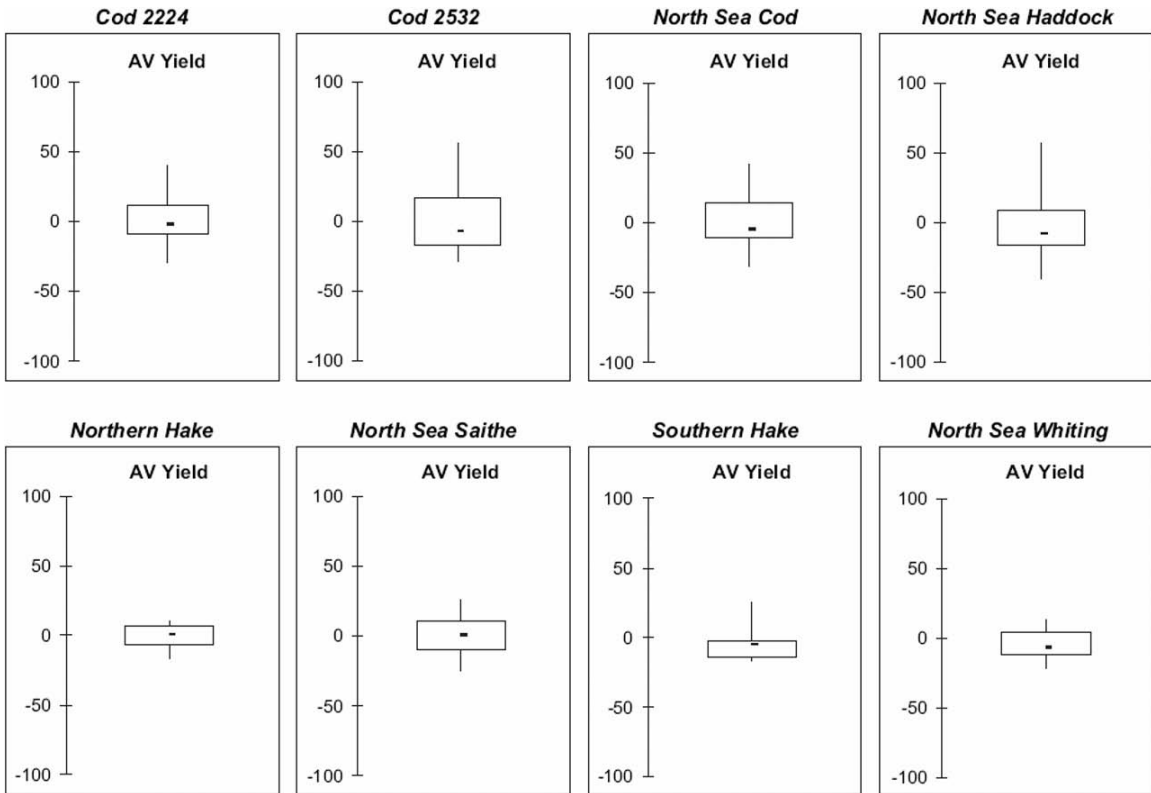 Cod 2224
AV Yield
100
50
0
-50
-100
Cod 2532
AV Yield
100
50
0
-50
-100
North Sea Cod
AV Yield
100
50
0
-50
-100
North Sea Haddock
AV Yield
100
50
0
-50
-100
Northern Hake
AV Yield
100
50
0
-50
-100
North Sea Saithe
AV Yield
100
50
0
-50
-100
Southern Hake
AV Yield
100
50
0
-50
-100
North Sea Whiting
AV Yield
100
50
0
-50
-100